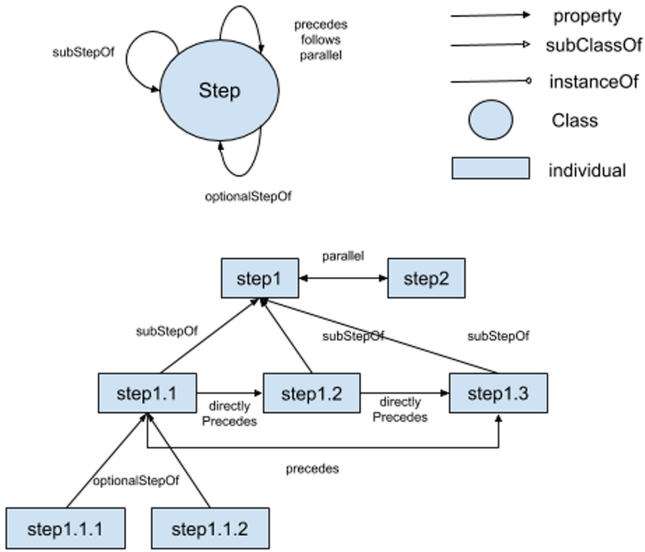 precedes
follows
parallel
subStepOf
Step
optionalStepOf
property
subClassOf
instanceOf
Class
individual
parallel
step1
step2
subStepOf
subStepOf
subStepOf
step1.1
step1.2
step1.3
directly
Precedes
directly
Precedes
precedes
optionalStepOf
step1.1.1
step1.1.2